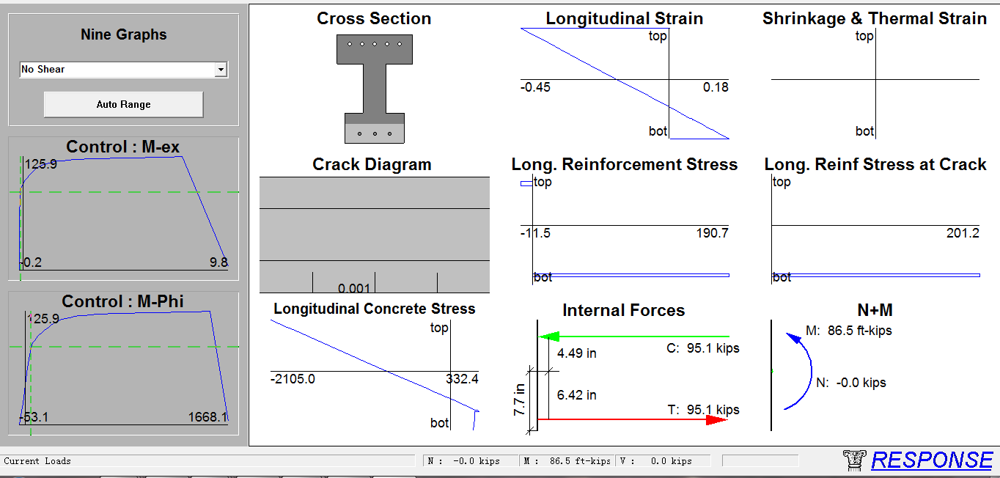 Nine Graphs
No Shear
Auto Range
Control : M-ex
125.9
-0.2
9.8
Control : M-Phi
125.9
-53.1
1668.1
Cross Section
Longitudinal Strain
top
-0.45
0.18
bot
Shrinkage & Thermal Strain
top
bot
Crack Diagram
0.001
Long. Reinforcement Stress
top
-11.5
190.7
bot
Long. Reinf Stress at Crack
top
201.2
bot
Longitudinal Concrete Stress
top
-2105.0
332.4
bot
Internal Forces
C: 95.1 kips
4.49 in
7.7 in
6.42 in
T: 95.1 kips
N+M
M: 86.5 ft-kips
N: -0.0 kips
Current Loads
N : -0.0 kips
M : 86.5 ft-kips
V : 0.0 kips
RESPONSE